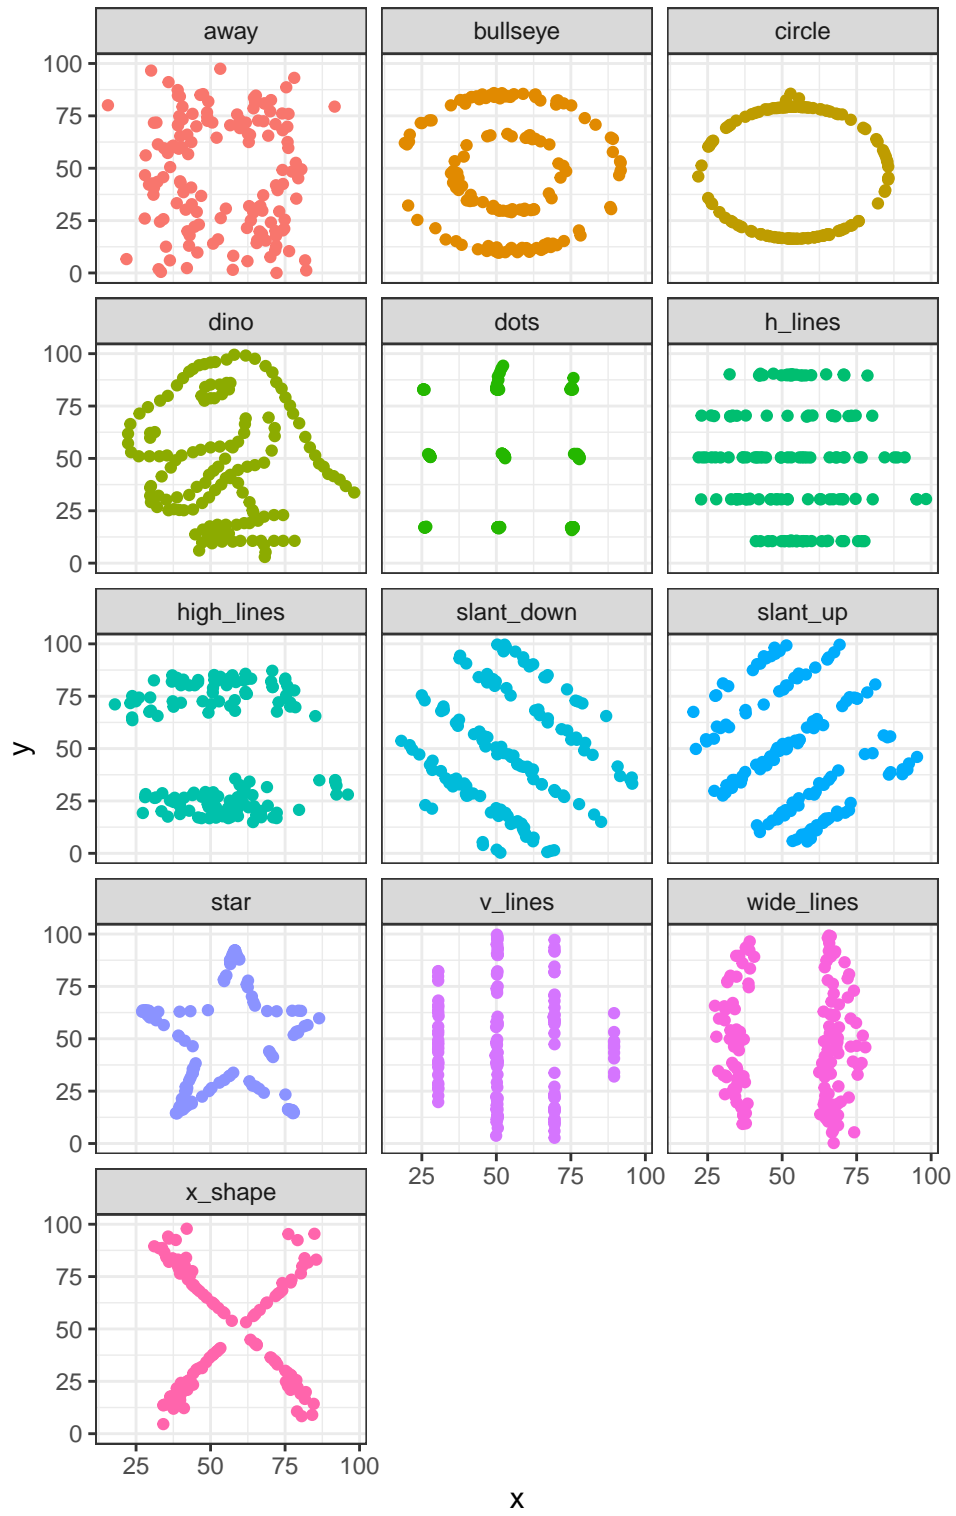 away bullseye circle
100
75
50
25
0
dino dots h_lines
100
75
50
25
0
high_lines slant_down slant_up
100
75
50
25
0
y
star v_lines wide_lines
100
75
50
25
0
25 50 75 100 25 50 75 100
x_shape
100
75
50
25
0
25 50 75 100
x